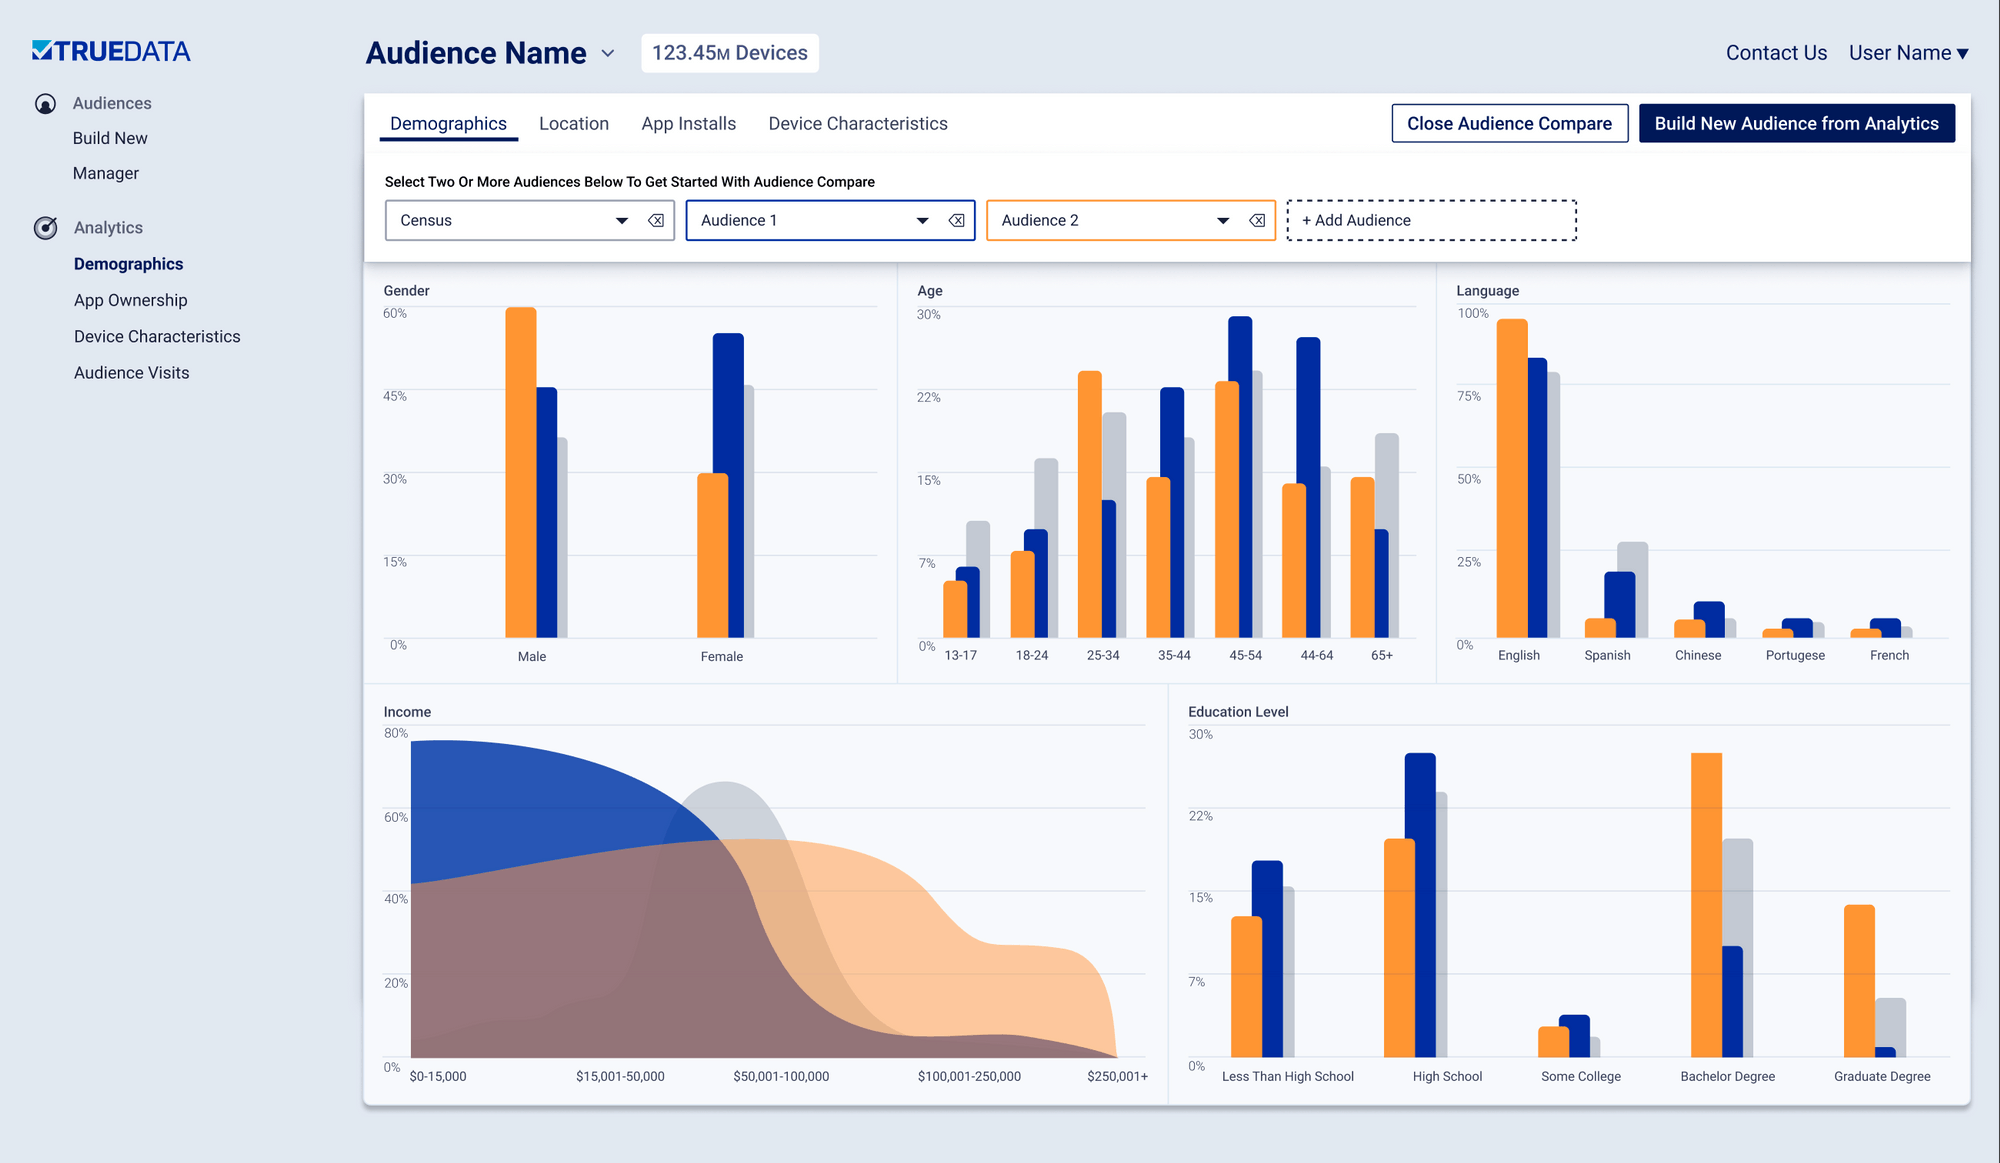 TRUEDATA
Audience Name
123.45M Devices
Contact Us
User Name
Audiences
Build New
Manager
Analytics
Demographics
App Ownership
Device Characteristics
Audience Visits
Demographics
Location
App Installs
Device Characteristics
Close Audience Compare
Build New Audience from Analytics
Select Two Or More Audiences Below To Get Started With Audience Compare
Census
Audience 1
Audience 2
+ Add Audience
Gender
60%
45%
30%
15%
0%
Male
Female
Age
30%
22%
15%
7%
0%
13-17
18-24
25-34
35-44
45-54
44-64
65+
Language
100%
75%
50%
25%
0%
English
Spanish
Chinese
Portugese
French
Income
80%
60%
40%
20%
0%
$0-15,000
$15,001-50,000
$50,001-100,000
$100,001-250,000
$250,001+
Education Level
30%
22%
15%
7%
0%
Less Than High School
High School
Some College
Bachelor Degree
Graduate Degree